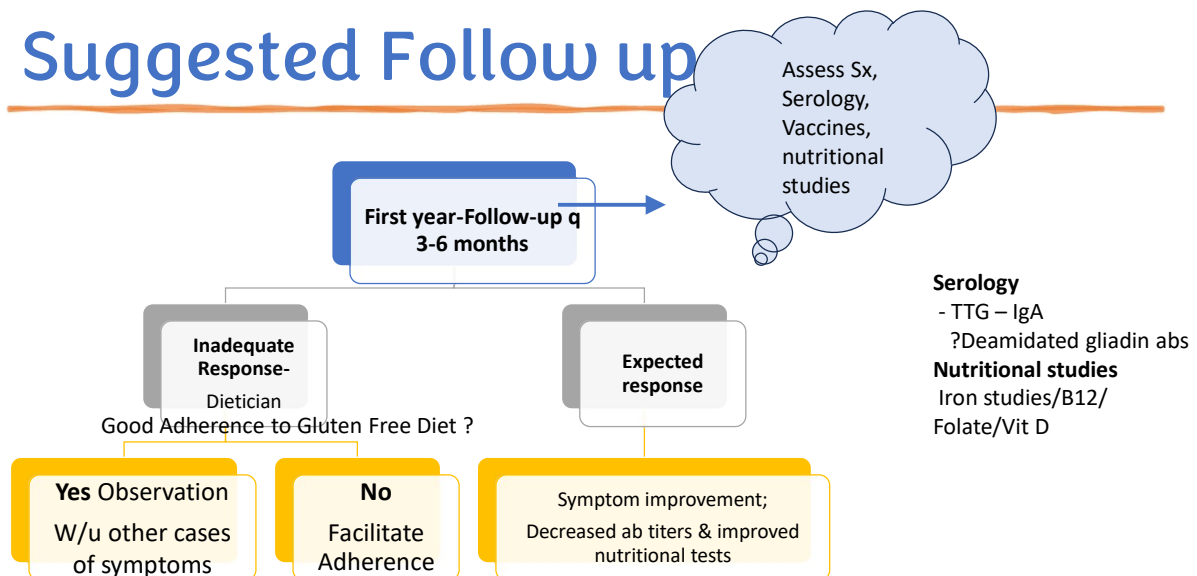 Suggested Follow up
Assess Sx,
Serology,
Vaccines,
nutritional
studies
First year-Follow-up q
3-6 months
Inadequate
Response-
Dietician
Expected
response
Good Adherence to Gluten Free Diet ?
Yes Observation
W/u other cases
of symptoms
No
Facilitate
Adherence
Symptom improvement;
Decreased ab titers & improved
nutritional tests
Serology
- TTG – IgA
?Deamidated gliadin abs
Nutritional studies
Iron studies/B12/
Folate/Vit D